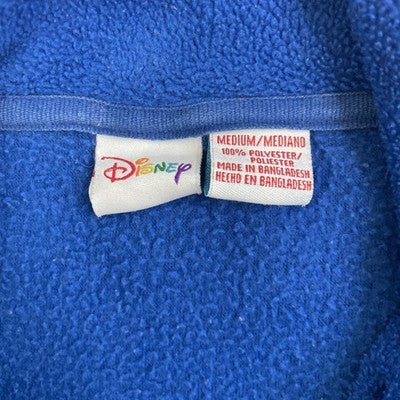 Disney
MEDIUM/MEDIANO
100% POLYESTER/
POLIESTER
MADE IN BANGLADESH
HECHO EN BANGLADESH